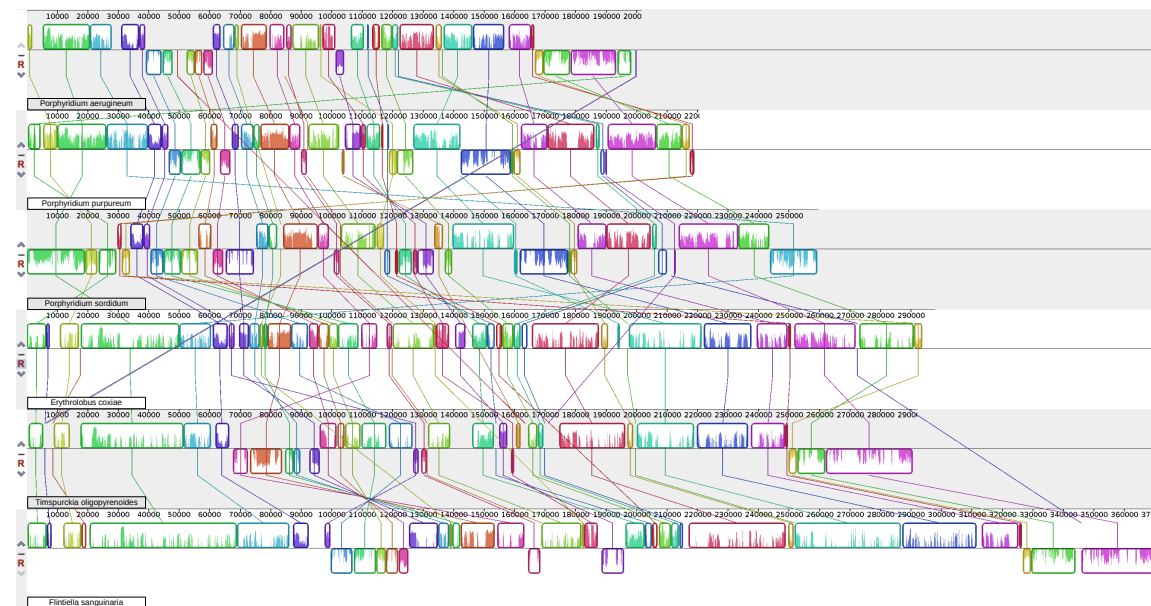 10000 20000 30000 40000 50000 60000 70000 80000 90000 100000 110000 120000 130000 140000 150000 160000 170000 180000 190000 2000
R
Porphyridium aerugineum
10000 20000 30000 40000 50000 60000 70000 80000 90000 100000 110000 120000 130000 140000 150000 160000 170000 180000 190000 200000 210000 220
R
Porphyridium purpureum
10000 20000 30000 40000 50000 60000 70000 80000 90000 100000 110000 120000 130000 140000 150000 160000 170000 180000 190000 200000 210000 220000 230000 240000 250000
R
Porphyridium sordidum
10000 20000 30000 40000 50000 60000 70000 80000 90000 100000 110000 120000 130000 140000 150000 160000 170000 180000 190000 200000 210000 220000 230000 240000 250000 260000 270000 280000 290000
R
Erythrolobus coxiae
10000 20000 30000 40000 50000 60000 70000 80000 90000 100000 110000 120000 130000 140000 150000 160000 170000 180000 190000 200000 210000 220000 230000 240000 250000 260000 270000 280000 29000
R
Timspurckia oligopyrenoides
10000 20000 30000 40000 50000 60000 70000 80000 90000 100000 110000 120000 130000 140000 150000 160000 170000 180000 190000 200000 210000 220000 230000 240000 250000 260000 270000 280000 290000 300000 310000 320000 330000 340000 350000 360000 37
R
Flintiella sanguinaria